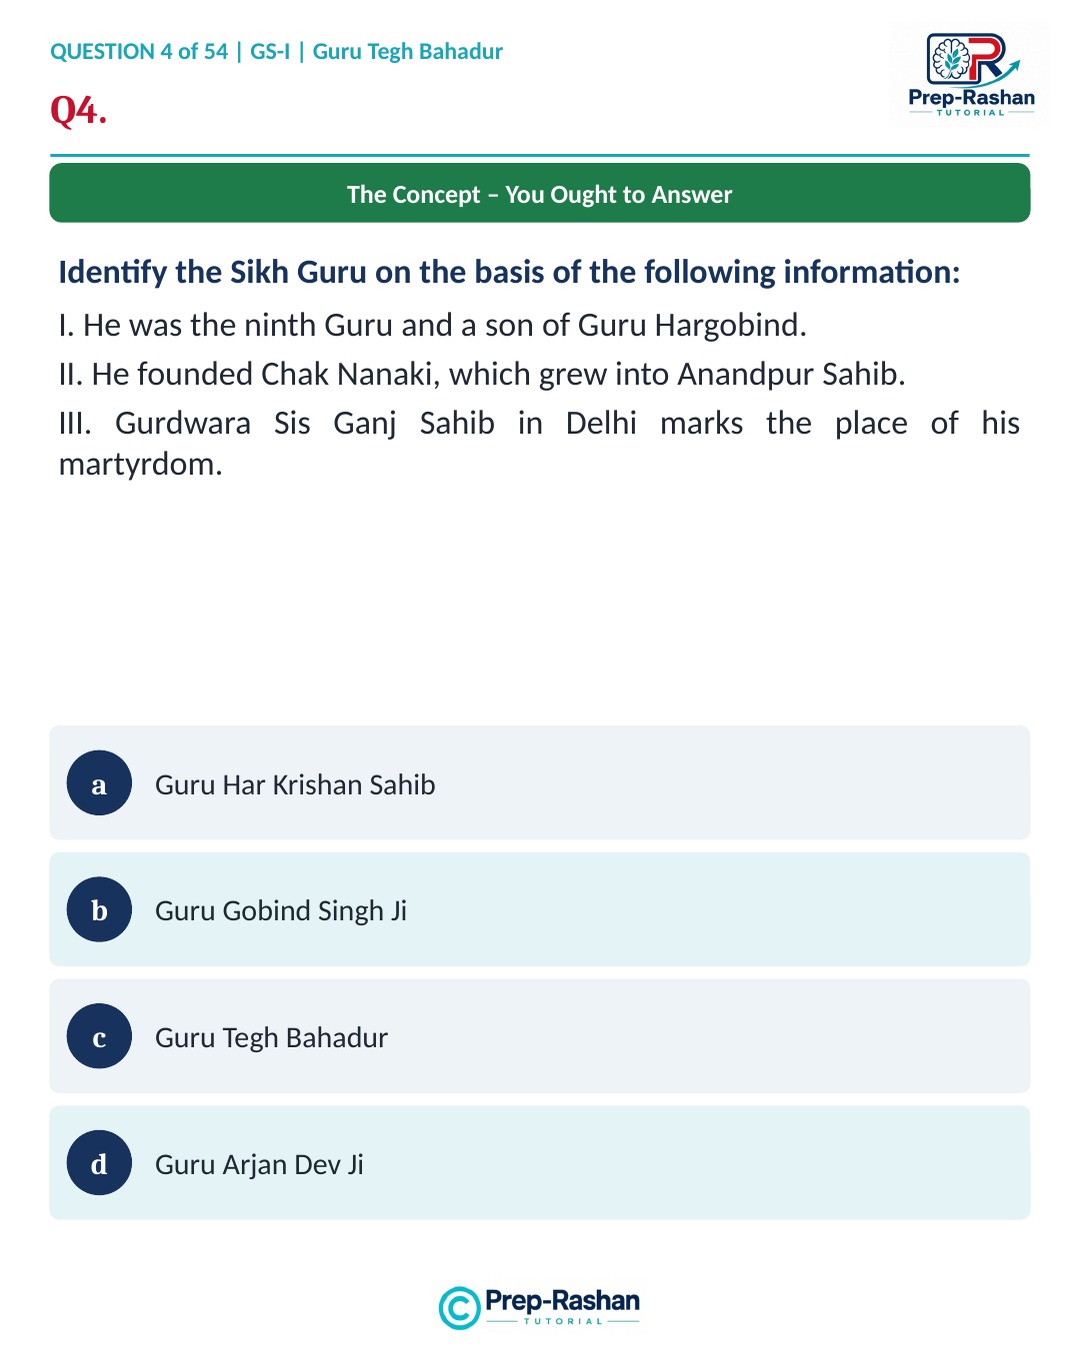 QUESTION 4 of 54 | GS-I | Guru Tegh Bahadur
Prep-Rashan
TUTORIAL
Q4.
The Concept – You Ought to Answer
Identify the Sikh Guru on the basis of the following information:
I. He was the ninth Guru and a son of Guru Hargobind.
II. He founded Chak Nanaki, which grew into Anandpur Sahib.
III. Gurdwara Sis Ganj Sahib in Delhi marks the place of his
martyrdom.
a Guru Har Krishan Sahib
b Guru Gobind Singh Ji
c Guru Tegh Bahadur
d Guru Arjan Dev Ji
© Prep-Rashan
TUTORIAL